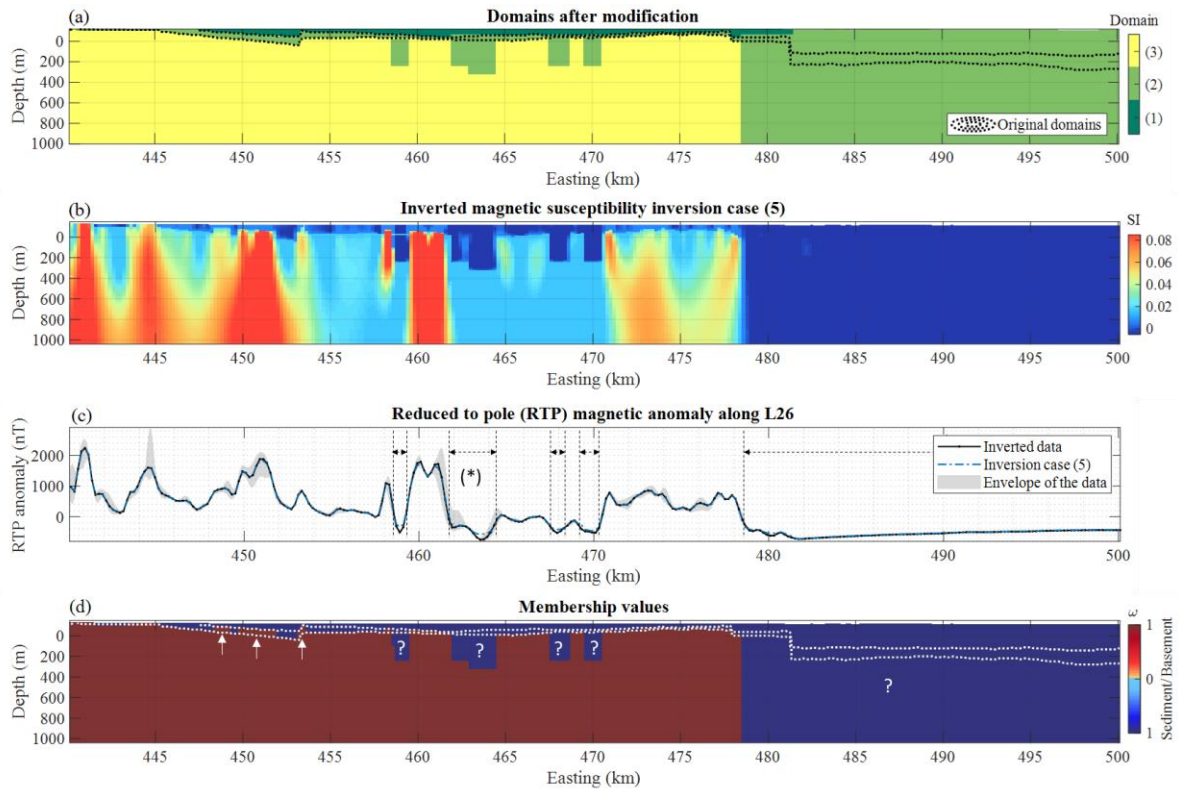 (a) Domains after modification Domain
Depth (m)
0
200
400
600
800
1000
(3)
(2)
(1)
Original domains
445 450 455 460 465 470 475 480 485 490 495 500
Easting (km)
(b) Inverted magnetic susceptibility inversion case (5) SI
Depth (m)
0
200
400
600
800
1000
0.08
0.06
0.04
0.02
0
445 450 455 460 465 470 475 480 485 490 495 500
Easting (km)
(c) Reduced to pole (RTP) magnetic anomaly along L26
RTP anomaly (nT)
2000
1000
0
(*)
Inverted data
Inversion case (5)
Envelope of the data
450 460 470 480 490 500
Easting (km)
(d) Membership values ω
Depth (m)
0
200
400
600
800
1000
? ? ? ? ?
1
0
1
Sediment/Basement
445 450 455 460 465 470 475 480 485 490 495 500
Easting (km)